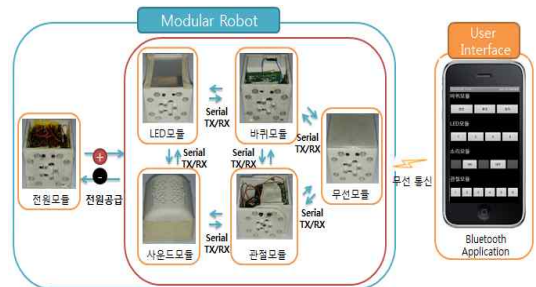 Modular Robot
User
Interface
LED모듈
Serial
TX/RX
바퀴모듈
Serial
TX/RX
Serial
TX/RX
Serial
TX/RX
전원모듈
+
-
전원공급
무선모듈
무선 통신
사운드모듈
Serial
TX/RX
관절모듈
Serial
TX/RX
바퀴모듈
LED모듈
소리모듈
관절모듈
Bluetooth
Application